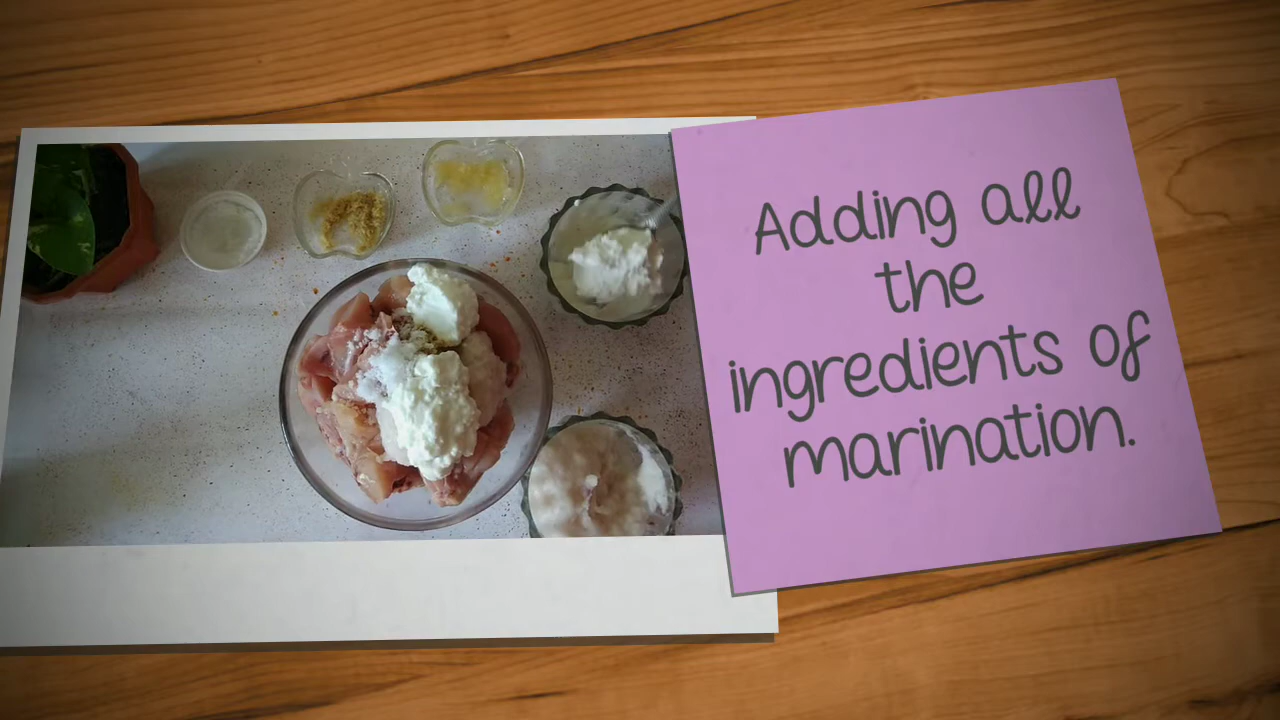 Adding all
the
ingredients of
marination.